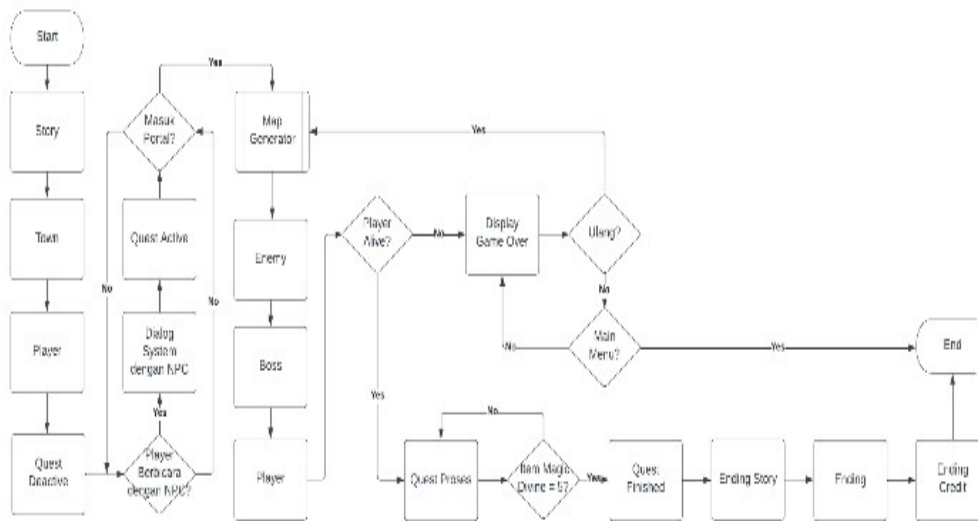 Start
Story
Town
Player
Quest
Deactive
Masuk
Portal?
Quest Active
Dialog
System
dengan NPC
Player
Berbicara
dengan NPC?
Yes
No
No
Yes
Map
Generator
Enemy
Boss
Player
Player
Alive?
No
Yes
Display
Game Over
Ulang?
Yes
No
Main
Menu?
No
Yes
End
Quest Proses
No
Item Magic
Divine = 5?
Yes
Quest
Finished
Ending Story
Ending
Ending
Credit